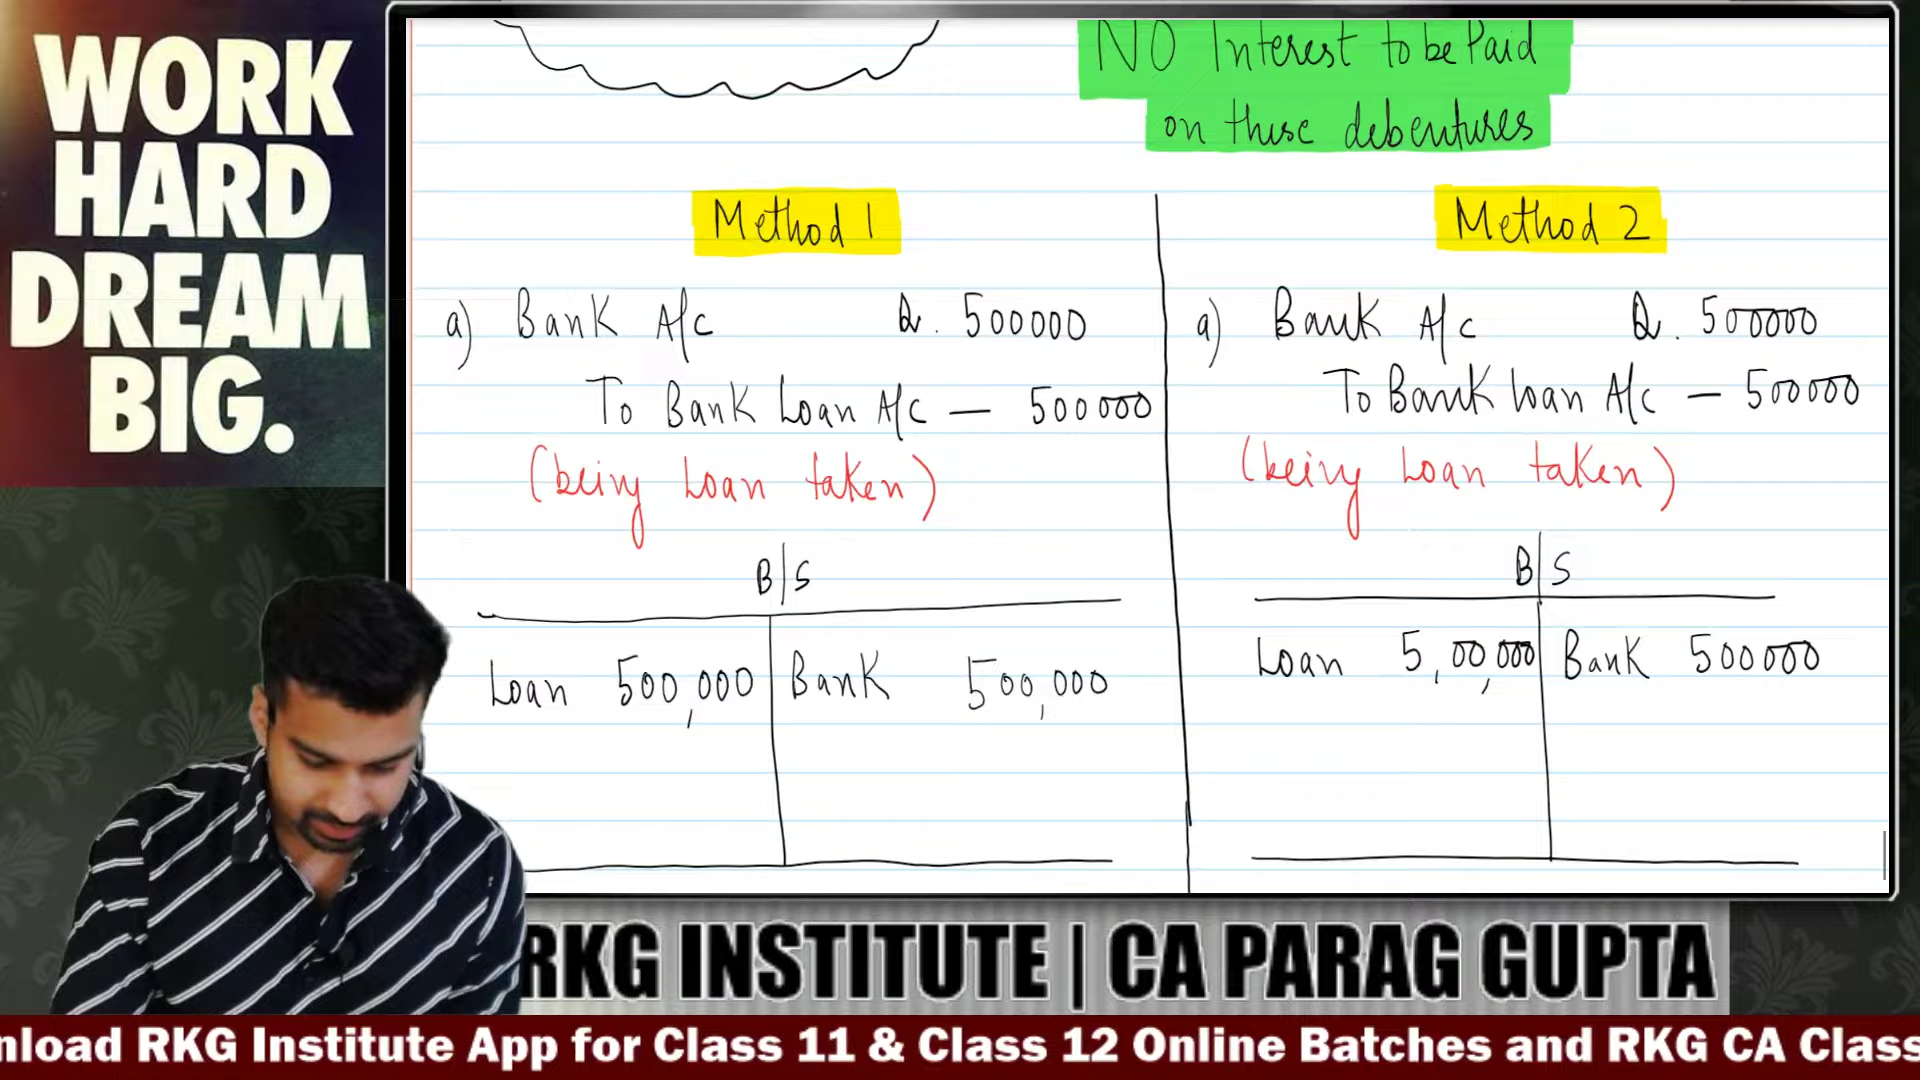 WORK
HARD
DREAM
BIG.
NO Interest to be Paid
on these debentures
Method 1
a) Bank A/c Dr. 500000
To Bank Loan A/c — 500000
(being Loan taken)
B/S
Loan 500,000 Bank 500,000
Method 2
a) Bank A/c Dr. 500000
To Bank loan A/c — 500000
(being Loan taken)
B/S
Loan 5,00,000 Bank 500000
RKG INSTITUTE | CA PARAG GUPTA
nload RKG Institute App for Class 11 & Class 12 Online Batches and RKG CA Class